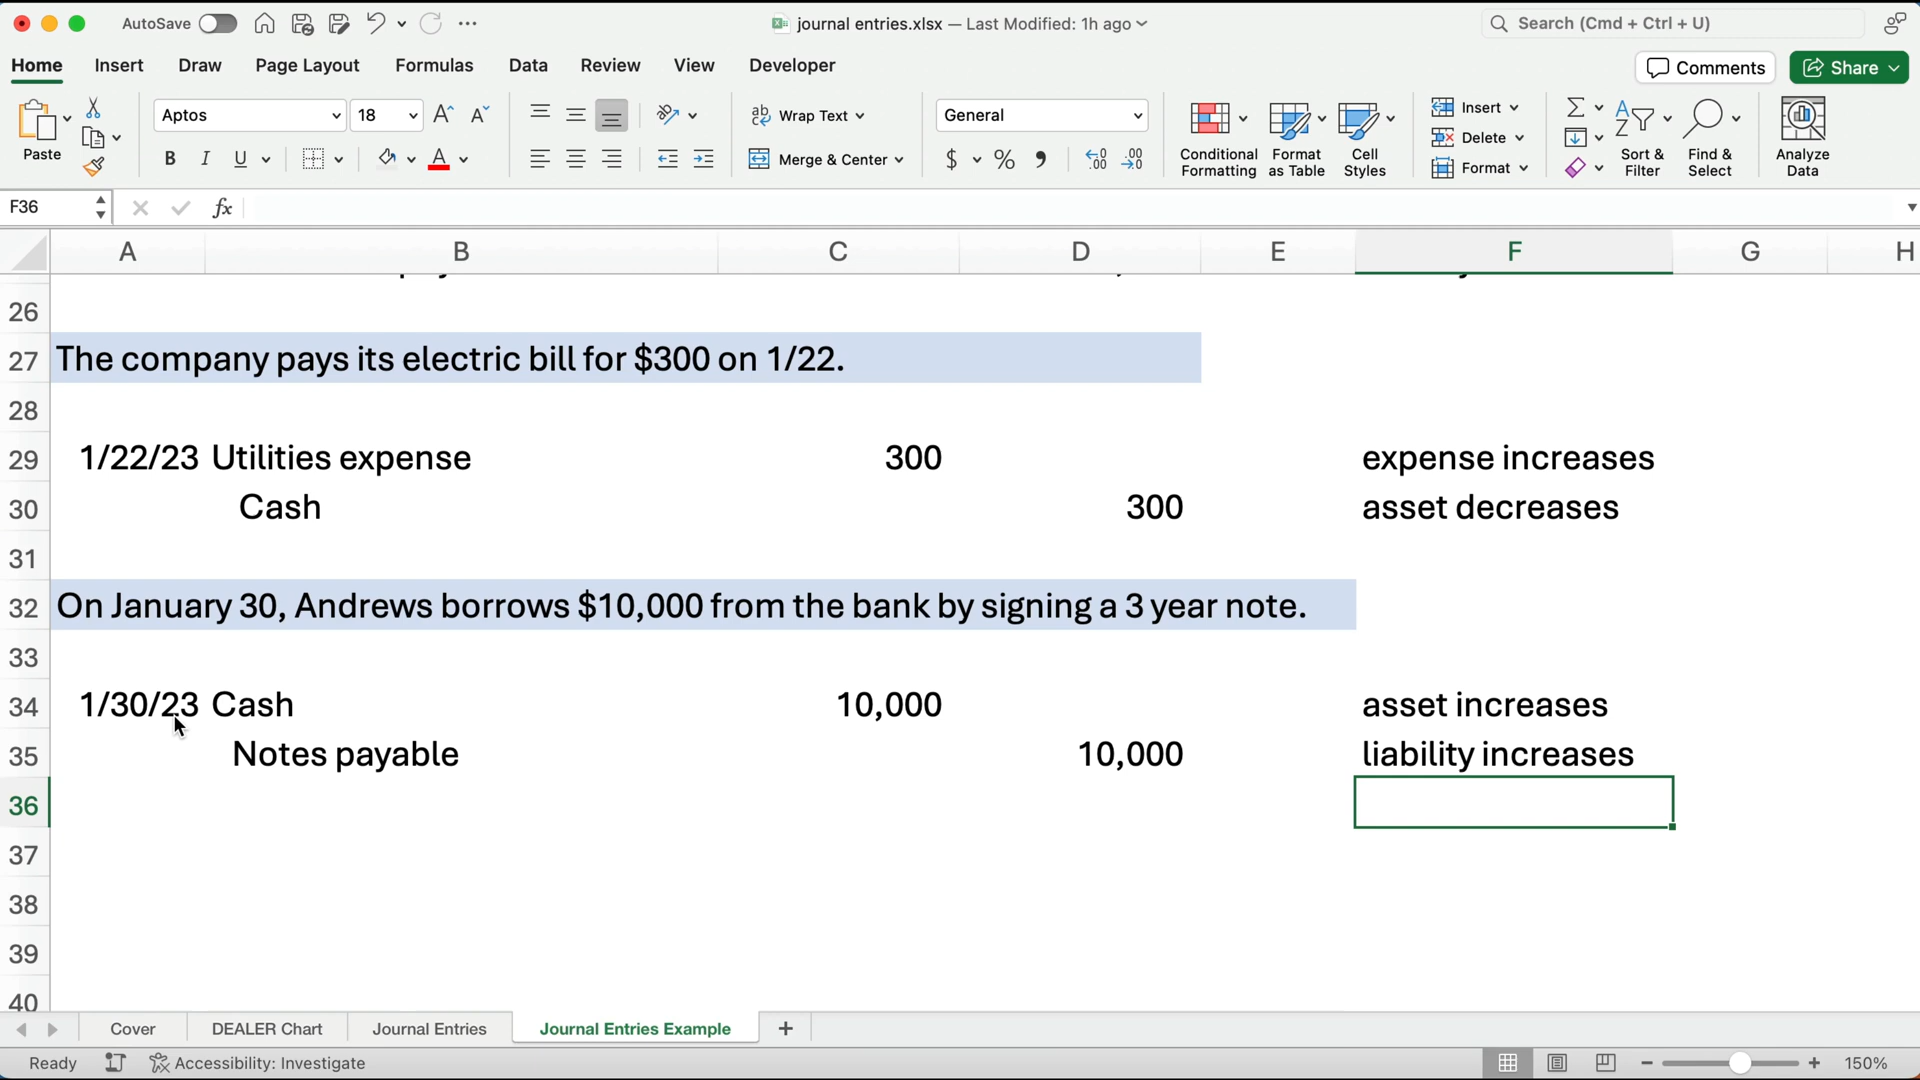 AutoSave
journal entries.xlsx — Last Modified: 1h ago
Search (Cmd + Ctrl + U)
Home Insert Draw Page Layout Formulas Data Review View Developer
Comments
Share
Paste
Aptos 18
B I U
Wrap Text
Merge & Center
General
$ % 9
Conditional Formatting
Format as Table
Cell Styles
Insert
Delete
Format
Sort & Filter
Find & Select
Analyze Data
F36 fx
A B C D E F G H
26
27 The company pays its electric bill for $300 on 1/22.
28
29 1/22/23 Utilities expense 300 expense increases
30 Cash 300 asset decreases
31
32 On January 30, Andrews borrows $10,000 from the bank by signing a 3 year note.
33
34 1/30/23 Cash 10,000 asset increases
35 Notes payable 10,000 liability increases
36
37
38
39
40
Cover DEALER Chart Journal Entries Journal Entries Example +
Ready Accessibility: Investigate 150%